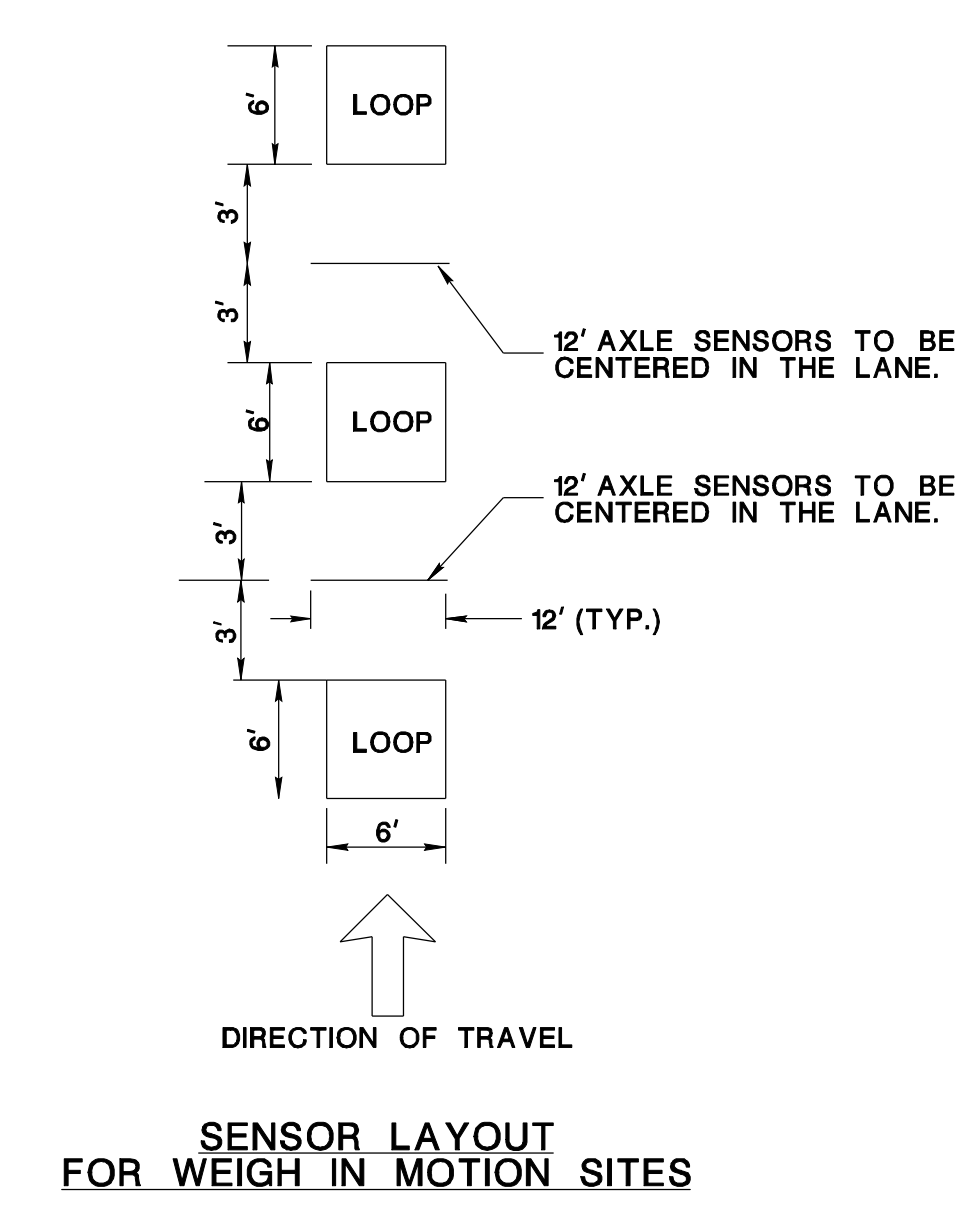 6'
LOOP
3'
3'
12' AXLE SENSORS TO BE
CENTERED IN THE LANE.
6'
LOOP
12' AXLE SENSORS TO BE
CENTERED IN THE LANE.
3'
3'
12' (TYP.)
6'
LOOP
6'
DIRECTION OF TRAVEL
SENSOR LAYOUT
FOR WEIGH IN MOTION SITES